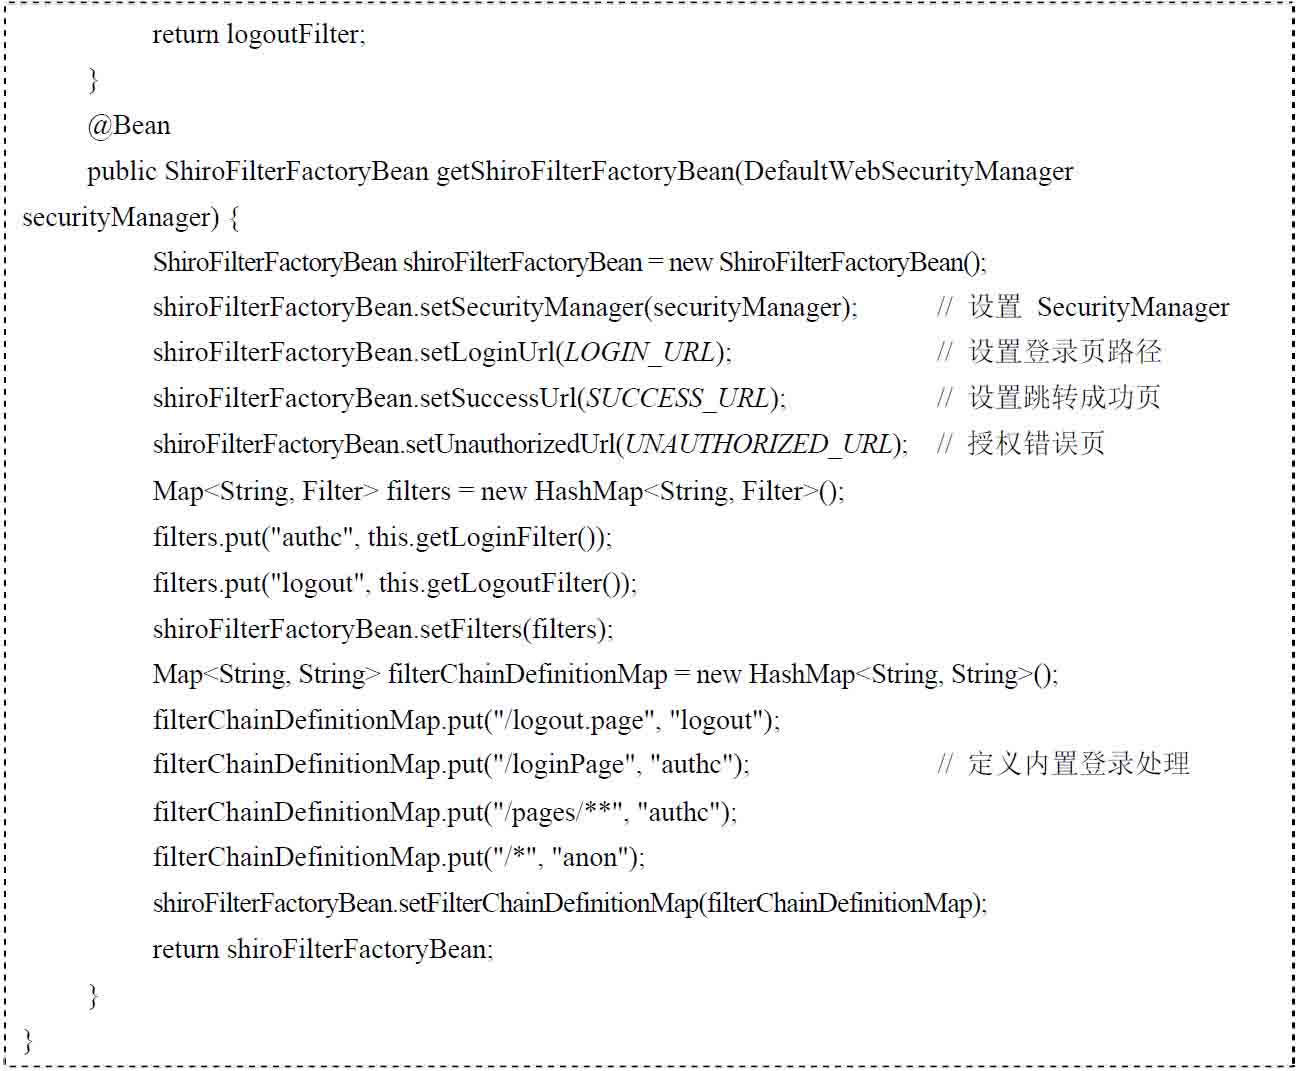 return logoutFilter;
}
@Bean
public ShiroFilterFactoryBean getShiroFilterFactoryBean(DefaultWebSecurityManager
securityManager) {
ShiroFilterFactoryBean shiroFilterFactoryBean = new ShiroFilterFactoryBean();
shiroFilterFactoryBean.setSecurityManager(securityManager); // 设置 SecurityManager
shiroFilterFactoryBean.setLoginUrl(LOGIN_URL); // 设置登录页路径
shiroFilterFactoryBean.setSuccessUrl(SUCCESS_URL); // 设置跳转成功页
shiroFilterFactoryBean.setUnauthorizedUrl(UNAUTHORIZED_URL); // 授权错误页
Map<String, Filter> filters = new HashMap<String, Filter>();
filters.put("authc", this.getLoginFilter());
filters.put("logout", this.getLogoutFilter());
shiroFilterFactoryBean.setFilters(filters);
Map<String, String> filterChainDefinitionMap = new HashMap<String, String>();
filterChainDefinitionMap.put("/logout.page", "logout");
filterChainDefinitionMap.put("/loginPage", "authc"); // 定义内置登录处理
filterChainDefinitionMap.put("/pages/**", "authc");
filterChainDefinitionMap.put("/*", "anon");
shiroFilterFactoryBean.setFilterChainDefinitionMap(filterChainDefinitionMap);
return shiroFilterFactoryBean;
}
}